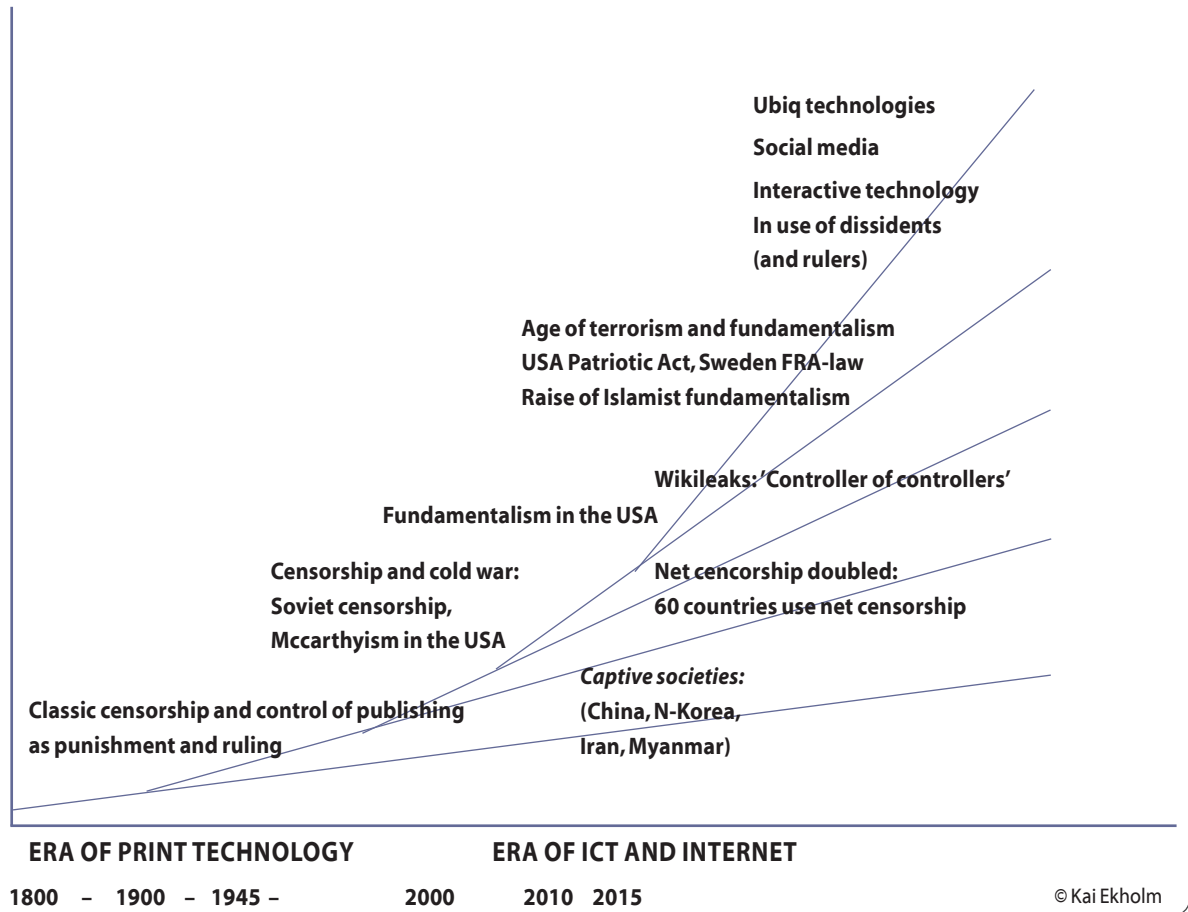 Ubiq technologies
Social media
Interactive technology
In use of dissidents
(and rulers)
Age of terrorism and fundamentalism
USA Patriotic Act, Sweden FRA-law
Raise of Islamist fundamentalism
Wikileaks: ’Controller of controllers’
Fundamentalism in the USA
Censorship and cold war:
Soviet censorship,
Mccarthyism in the USA
Net cencorship doubled:
60 countries use net censorship
Captive societies:
(China, N-Korea,
Iran, Myanmar)
Classic censorship and control of publishing
as punishment and ruling
ERA OF PRINT TECHNOLOGY ERA OF ICT AND INTERNET
1800 – 1900 – 1945 – 2000 2010 2015
© Kai Ekholm